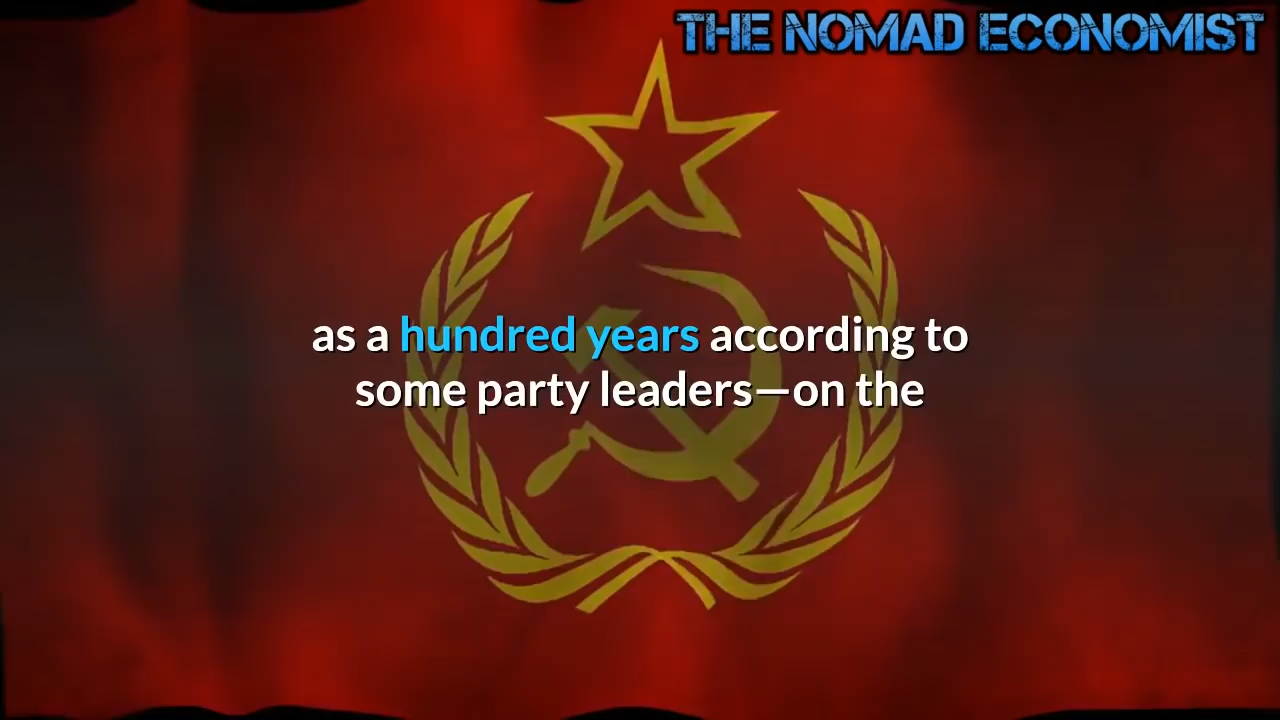 THE NOMAD ECONOMIST
as a hundred years according to
some party leaders—on the